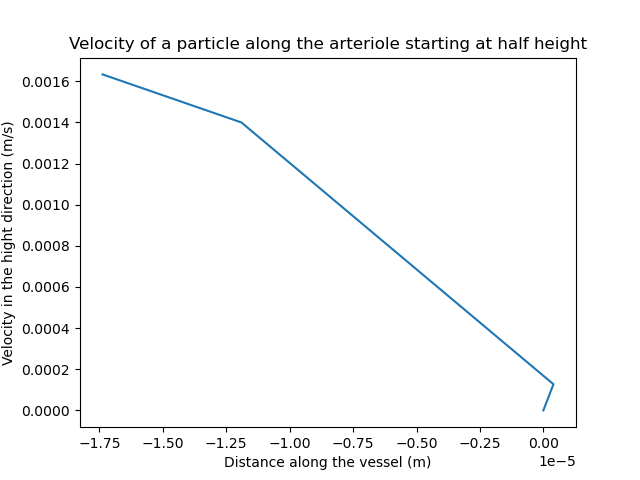 Velocity of a particle along the arteriole starting at half height
0.0016
0.0014
0.0012
0.0010
0.0008
0.0006
0.0004
0.0002
0.0000
Velocity in the hight direction (m/s)
−1.75 −1.50 −1.25 −1.00 −0.75 −0.50 −0.25 0.00
1e−5
Distance along the vessel (m)